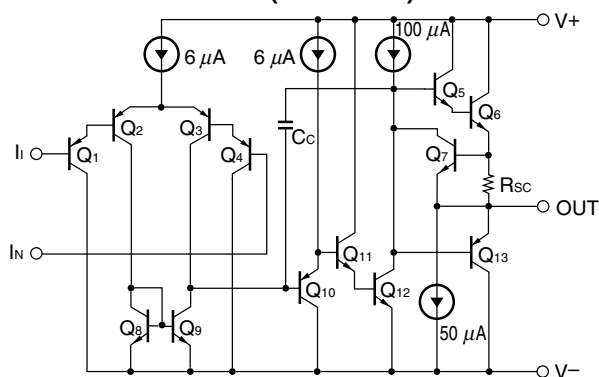 V+
6 μA
6 μA
100 μA
Q5
Q6
Q2
Q3
CC
II
Q1
Q4
Q7
RSC
OUT
IN
Q11
Q13
Q10
Q12
Q8
Q9
50 μA
V−